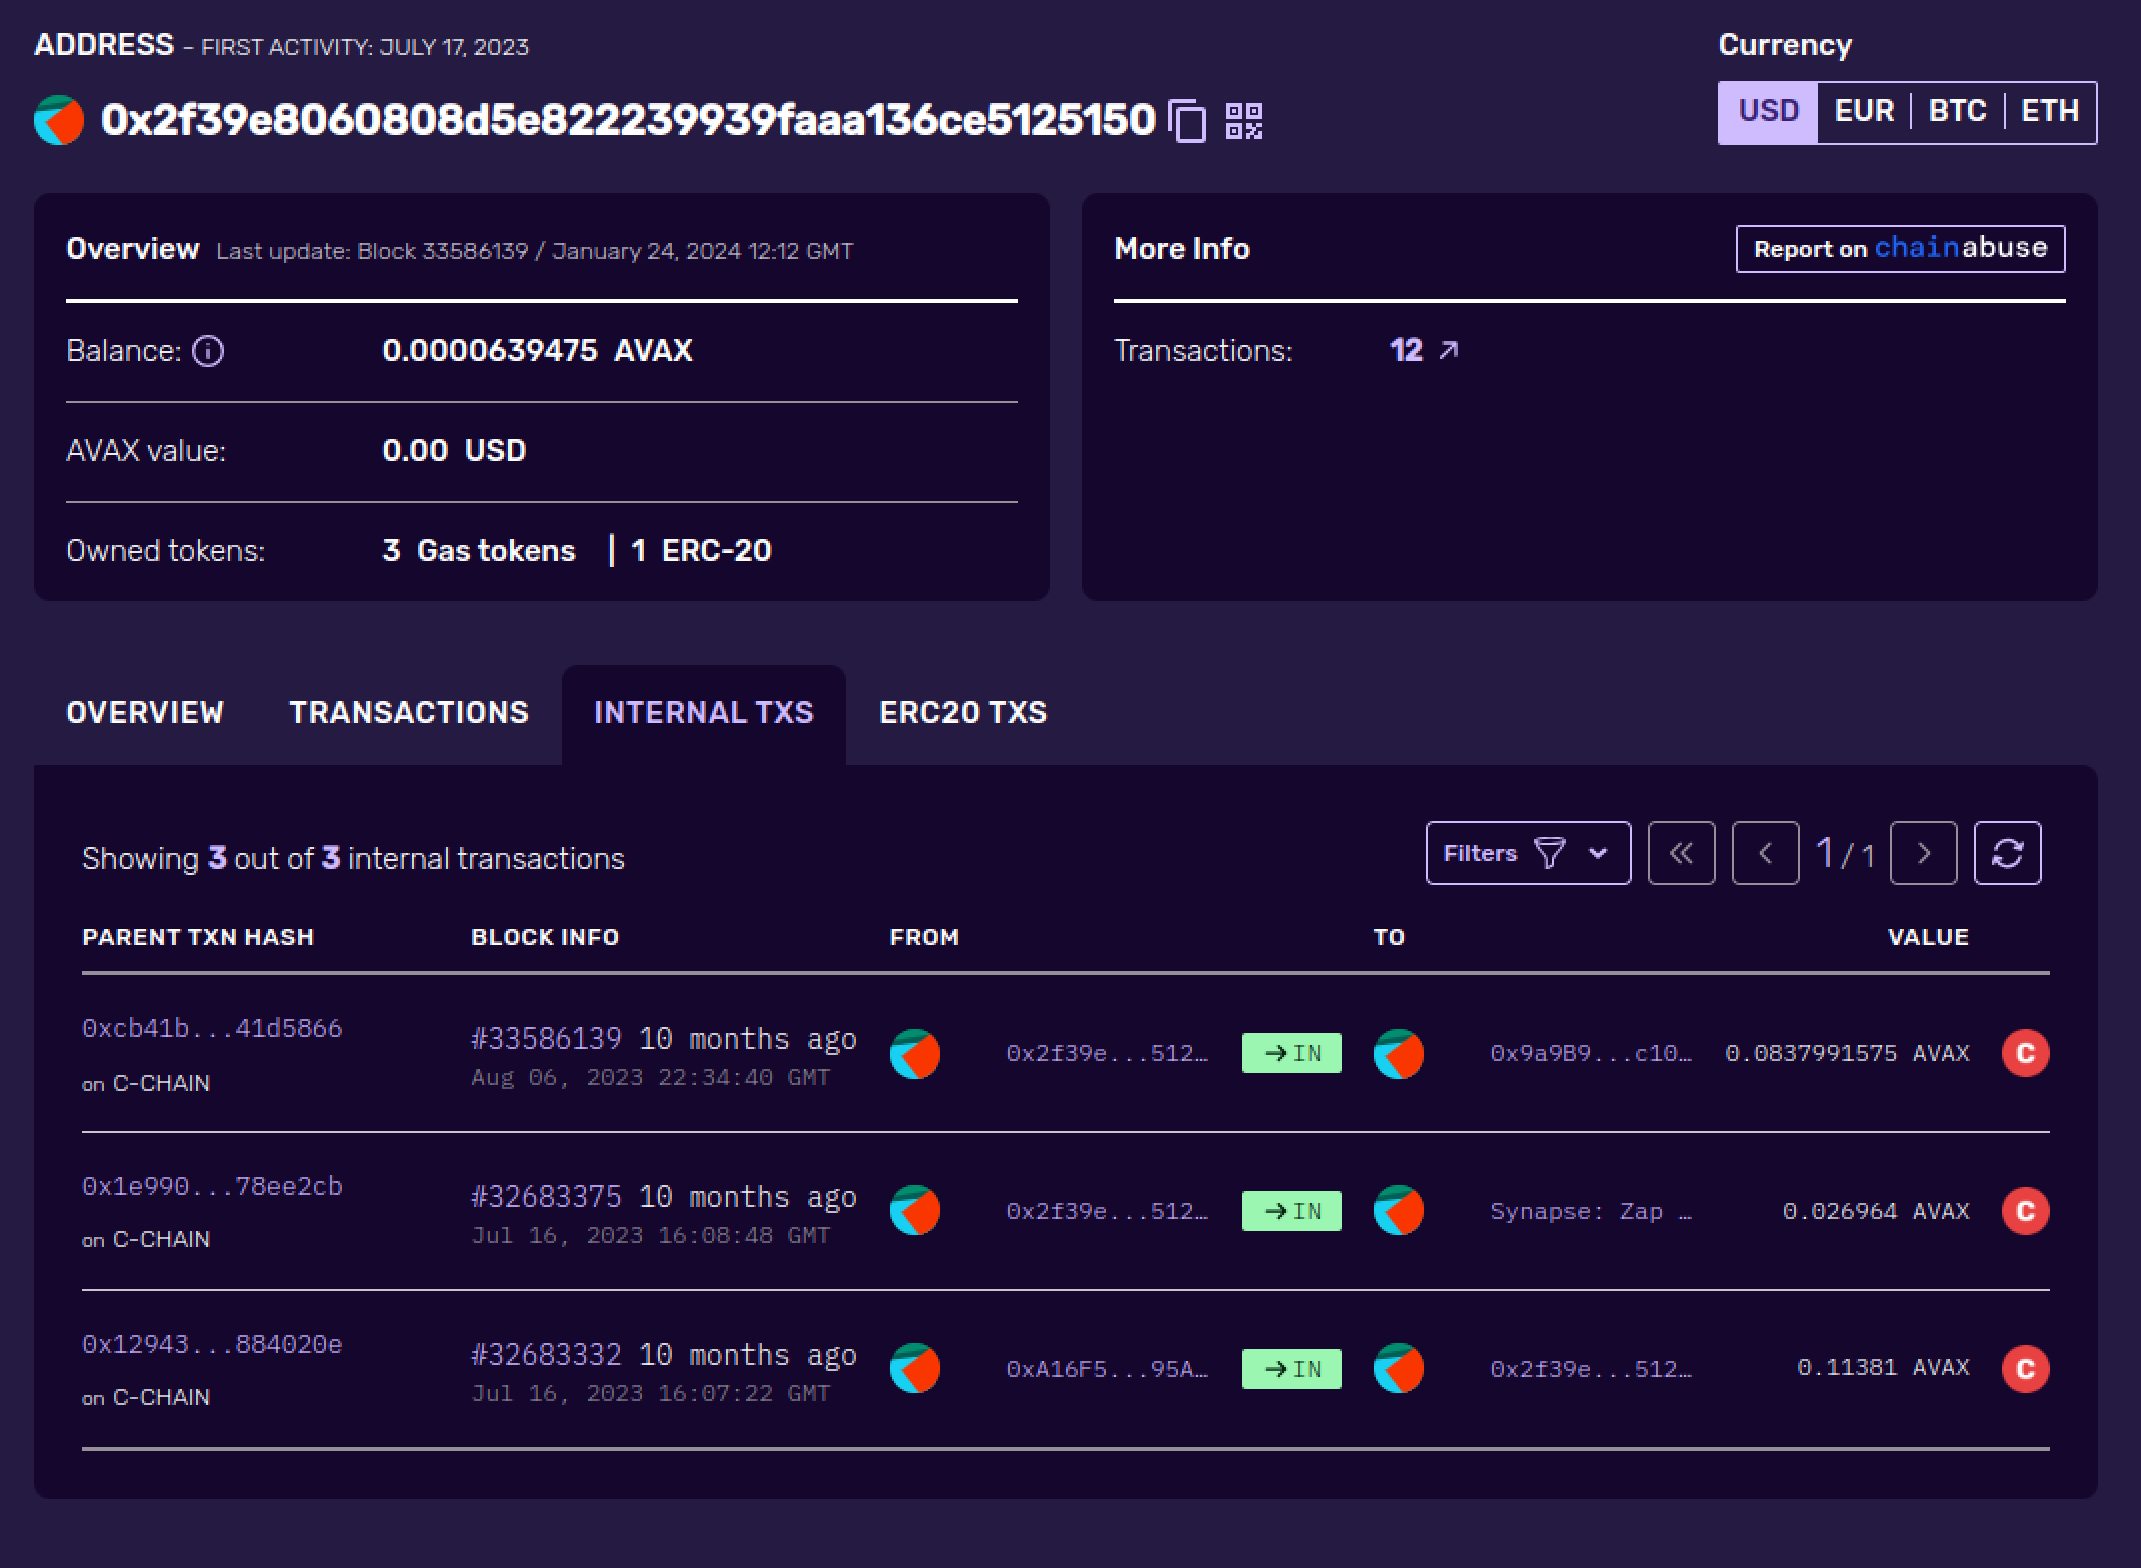 ADDRESS - FIRST ACTIVITY: JULY 17, 2023
Currency
0x2f39e8060808d5e822239939faaa136ce5125150
USD EUR BTC ETH
Overview Last update: Block 33586139 / January 24, 2024 12:12 GMT
More Info
Report on chainabuse
Balance: 0.0000639475 AVAX
Transactions: 12
AVAX value: 0.00 USD
Owned tokens: 3 Gas tokens | 1 ERC-20
OVERVIEW TRANSACTIONS INTERNAL TXS ERC20 TXS
Showing 3 out of 3 internal transactions
Filters 1 / 1
PARENT TXN HASH BLOCK INFO FROM TO VALUE
0xcb41b...41d5866
on C-CHAIN
#33586139 10 months ago
Aug 06, 2023 22:34:40 GMT
0x2f39e...512… →IN 0x9a9B9...c10… 0.0837991575 AVAX C
0x1e990...78ee2cb
on C-CHAIN
#32683375 10 months ago
Jul 16, 2023 16:08:48 GMT
0x2f39e...512… →IN Synapse: Zap … 0.026964 AVAX C
0x12943...884020e
on C-CHAIN
#32683332 10 months ago
Jul 16, 2023 16:07:22 GMT
0xA16F5...95A… →IN 0x2f39e...512… 0.11381 AVAX C